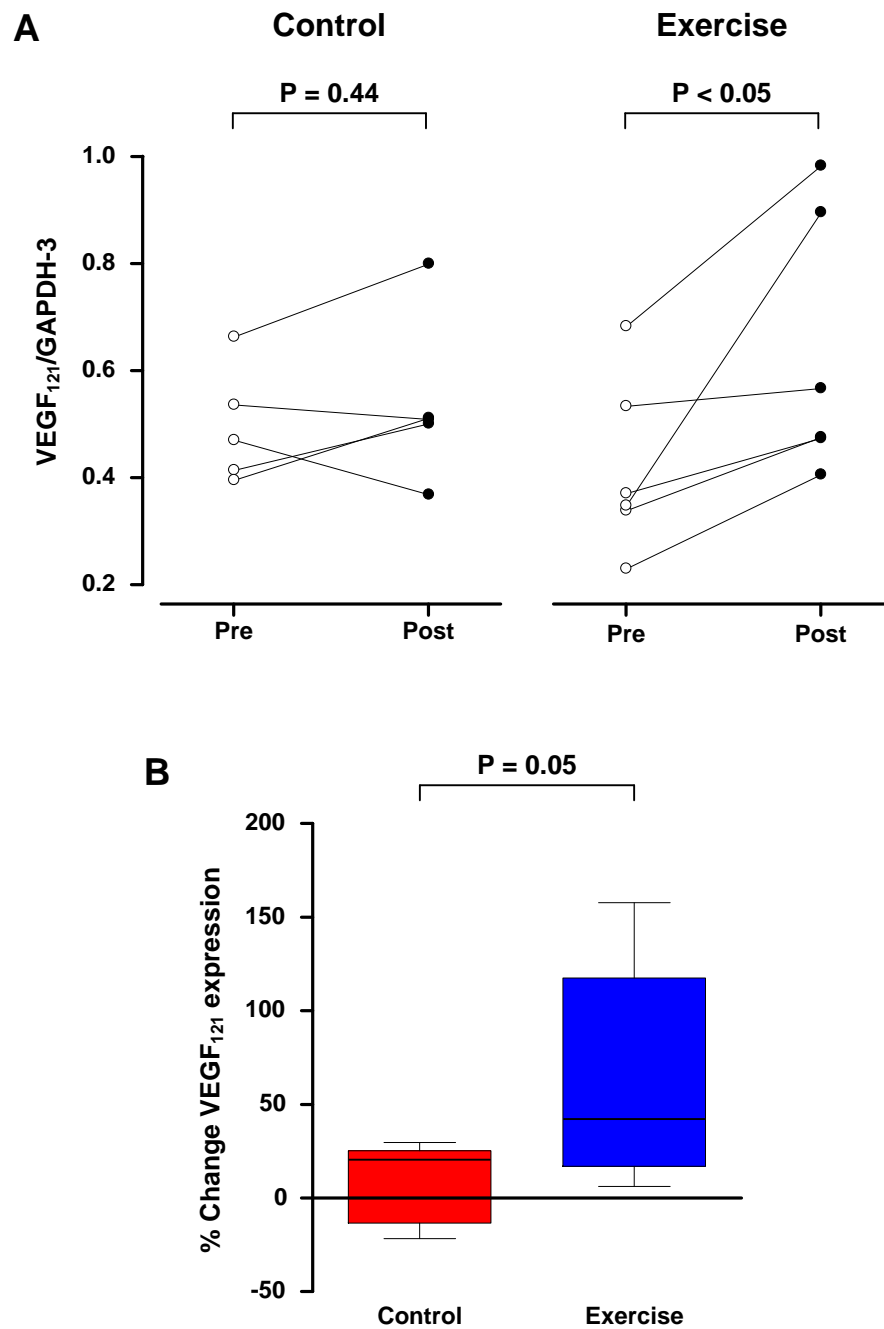 A
Control
Exercise
P = 0.44
P < 0.05
1.0
0.8
0.6
0.4
0.2
VEGF₁₂₁/GAPDH-3
Pre
Post
Pre
Post
B
P = 0.05
200
150
100
50
0
-50
% Change VEGF₁₂₁ expression
Control
Exercise